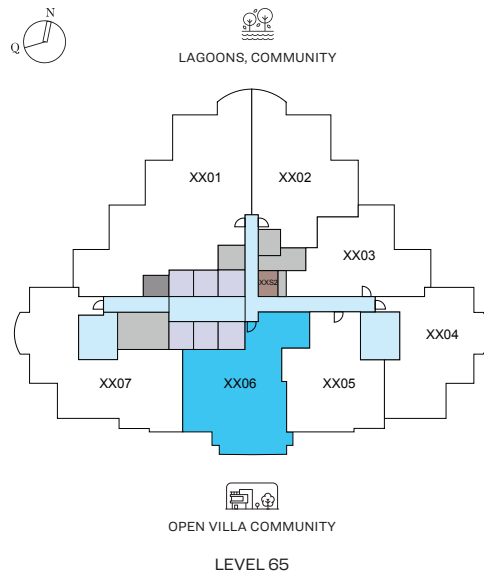 N
Q
LAGOONS, COMMUNITY
XX01
XX02
XX03
XXS2
XX04
XX07
XX06
XX05
OPEN VILLA COMMUNITY
LEVEL 65